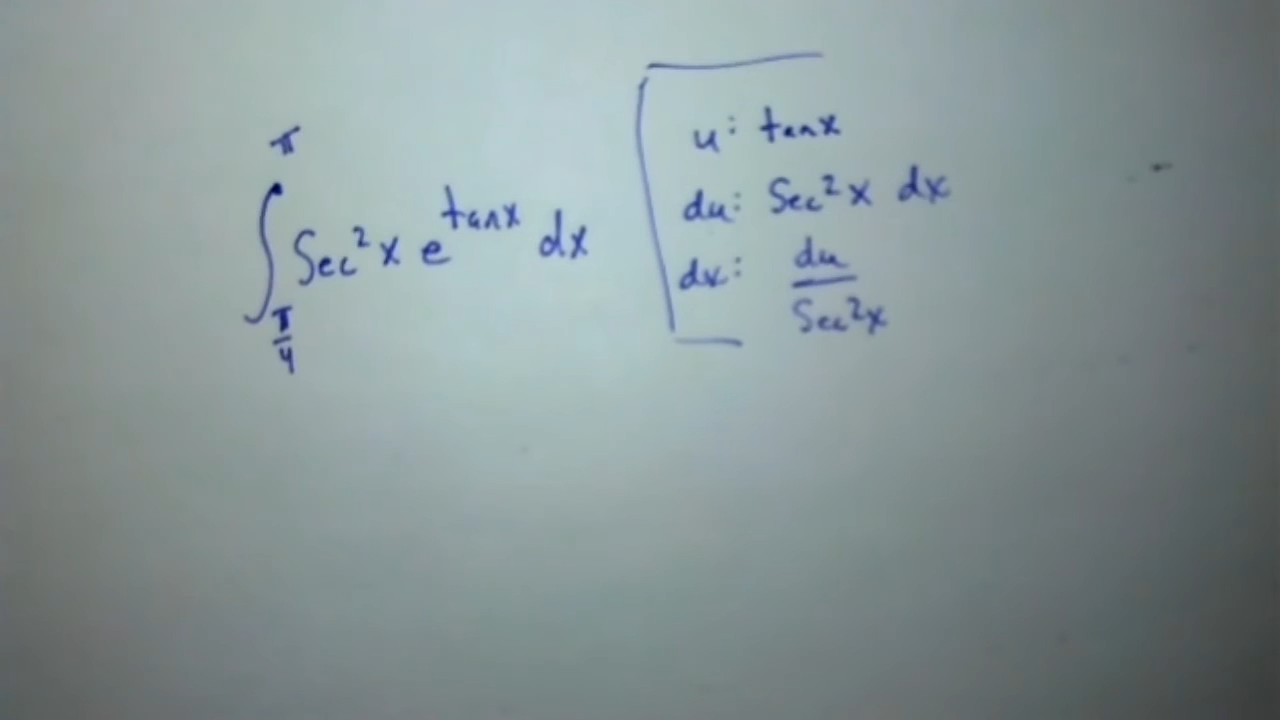 ∫_{π/4}^{π} Sec²x e^{tanx} dx
u: tanx
du: Sec²x dx
dx: du/Sec²x